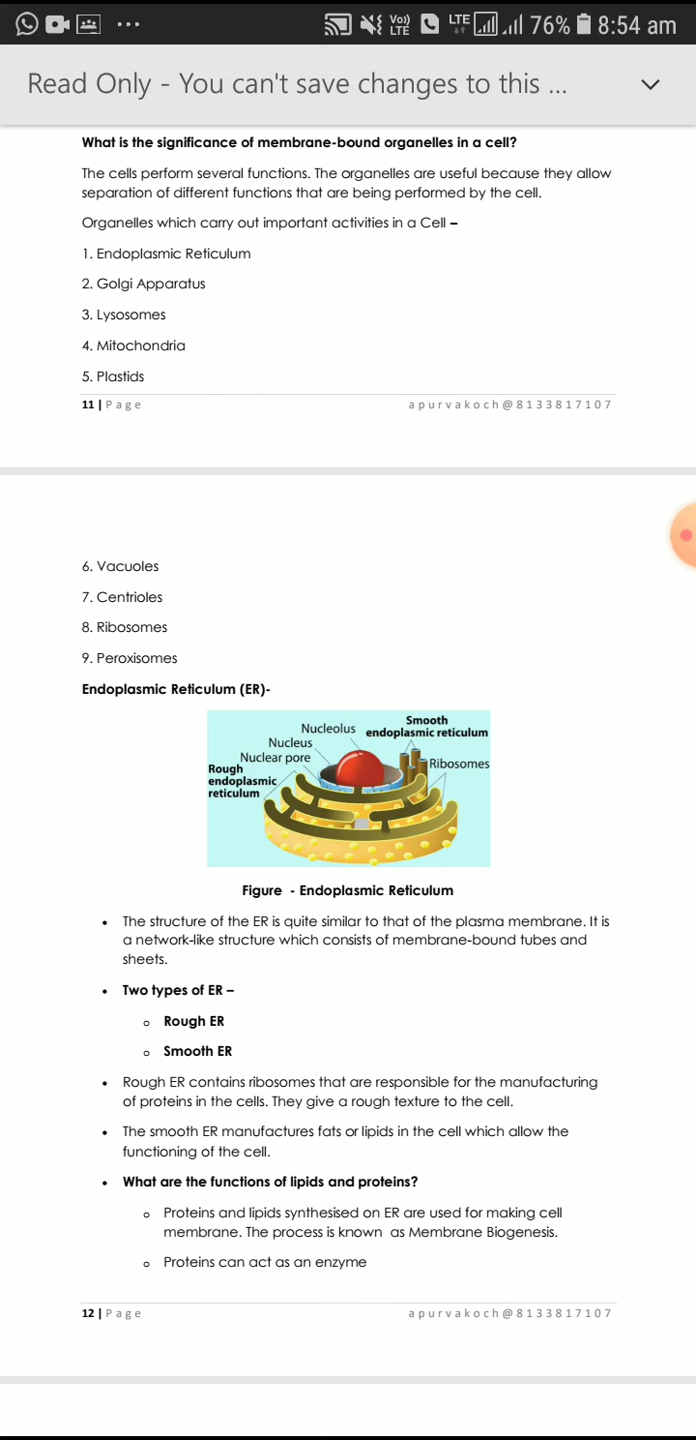 Vo))
LTE
LTE
76%
8:54 am
Read Only - You can't save changes to this ...
What is the significance of membrane-bound organelles in a cell?
The cells perform several functions. The organelles are useful because they allow
separation of different functions that are being performed by the cell.
Organelles which carry out important activities in a Cell –
1. Endoplasmic Reticulum
2. Golgi Apparatus
3. Lysosomes
4. Mitochondria
5. Plastids
11 | Page
apurvakoch@8133817107
6. Vacuoles
7. Centrioles
8. Ribosomes
9. Peroxisomes
Endoplasmic Reticulum (ER)-
Smooth
endoplasmic reticulum
Nucleolus
Nucleus
Nuclear pore
Ribosomes
Rough
endoplasmic
reticulum
Figure - Endoplasmic Reticulum
• The structure of the ER is quite similar to that of the plasma membrane. It is
a network-like structure which consists of membrane-bound tubes and
sheets.
• Two types of ER –
o Rough ER
o Smooth ER
• Rough ER contains ribosomes that are responsible for the manufacturing
of proteins in the cells. They give a rough texture to the cell.
• The smooth ER manufactures fats or lipids in the cell which allow the
functioning of the cell.
• What are the functions of lipids and proteins?
o Proteins and lipids synthesised on ER are used for making cell
membrane. The process is known as Membrane Biogenesis.
o Proteins can act as an enzyme
12 | Page
apurvakoch@8133817107